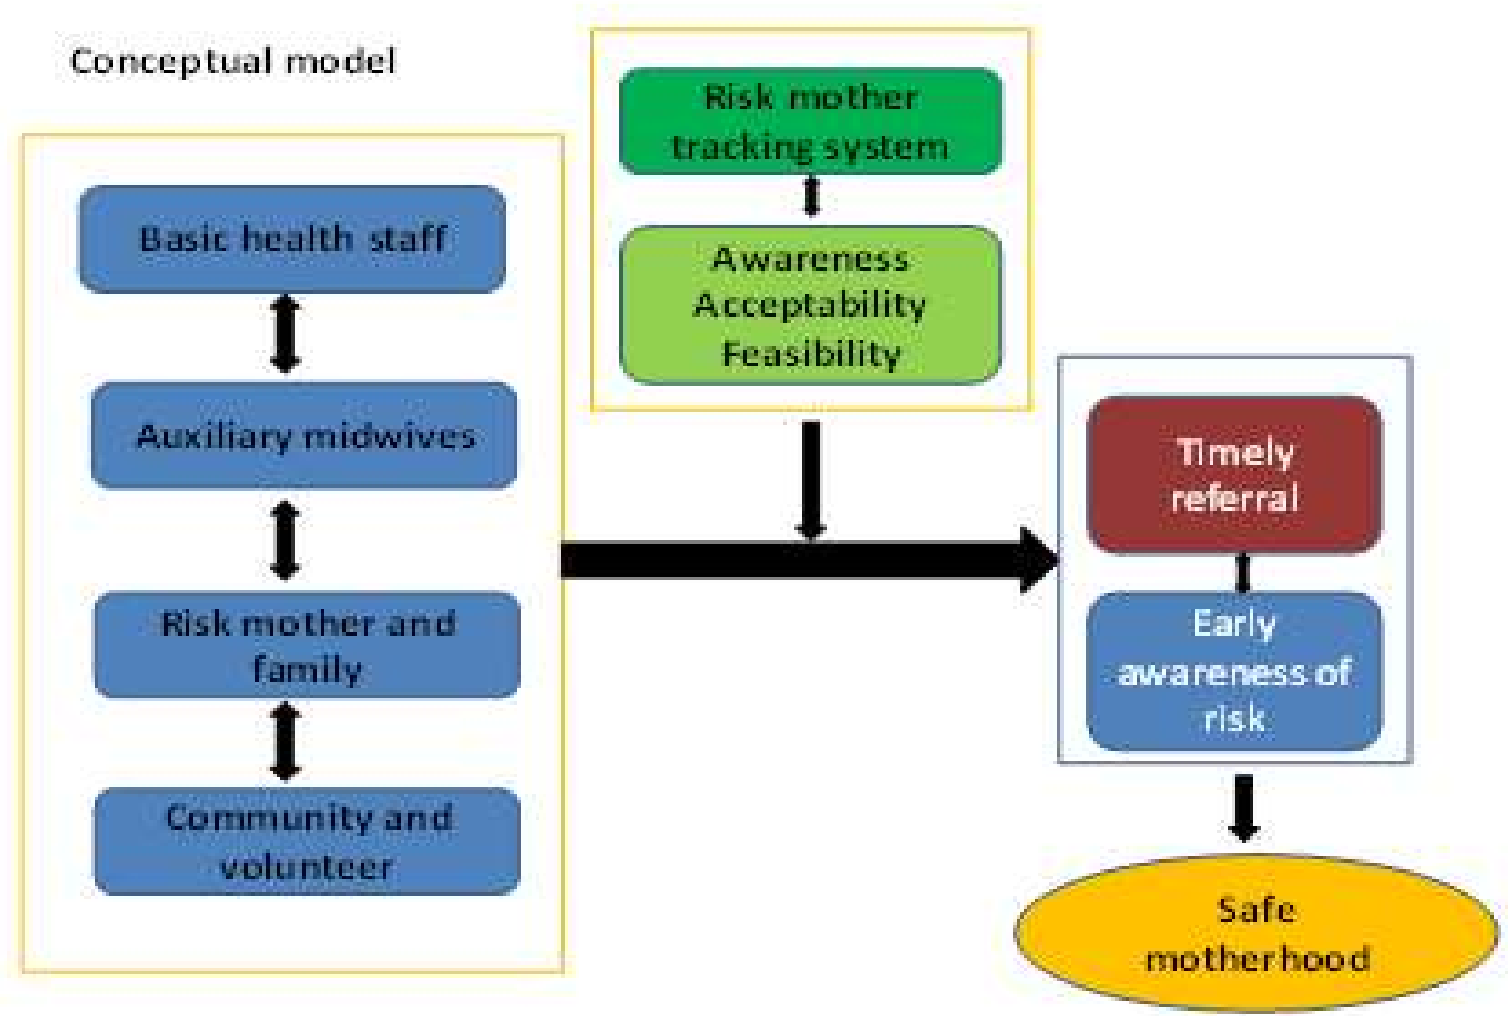 Conceptual model
Basic health staff
Auxiliary midwives
Risk mother and
family
Community and
volunteer
Risk mother
tracking system
Awareness
Acceptability
Feasibility
Timely
referral
Early
awareness of
risk
Safe
motherhood